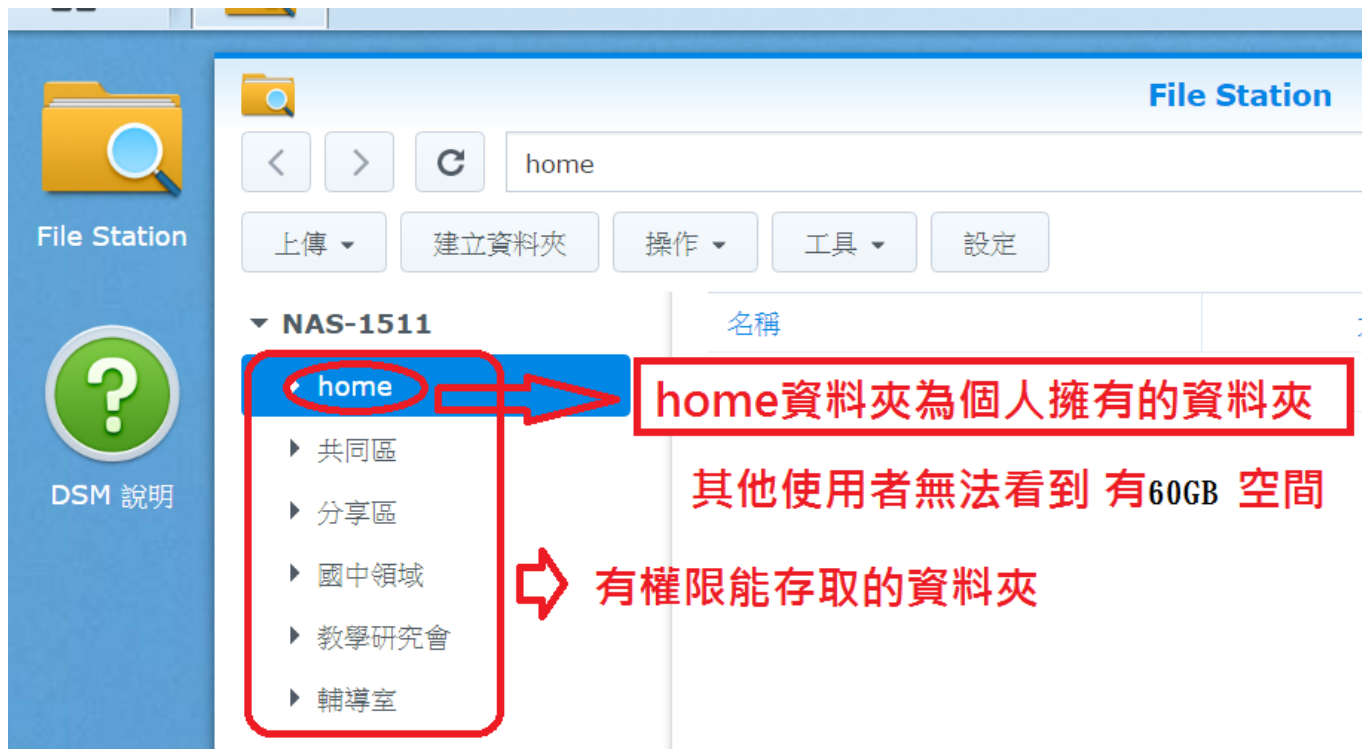 File Station
home
File Station
上傳 建立資料夾 操作 工具 設定
NAS-1511
名稱
home
home資料夾為個人擁有的資料夾
共同區
其他使用者無法看到 有60GB 空間
DSM 說明
分享區
國中領域
有權限能存取的資料夾
教學研究會
輔導室